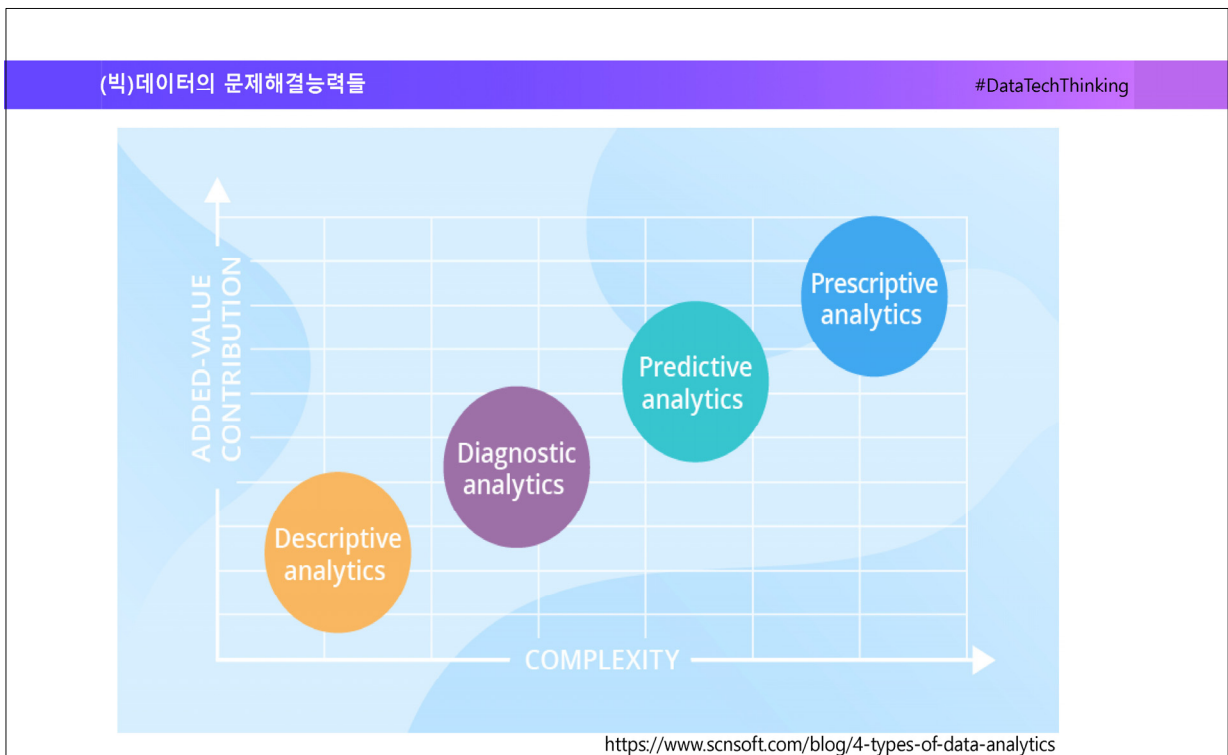 (빅)데이터의 문제해결능력들
#DataTechThinking
ADDED-VALUE
CONTRIBUTION
Prescriptive
analytics
Predictive
analytics
Diagnostic
analytics
Descriptive
analytics
COMPLEXITY
https://www.scnsoft.com/blog/4-types-of-data-analytics